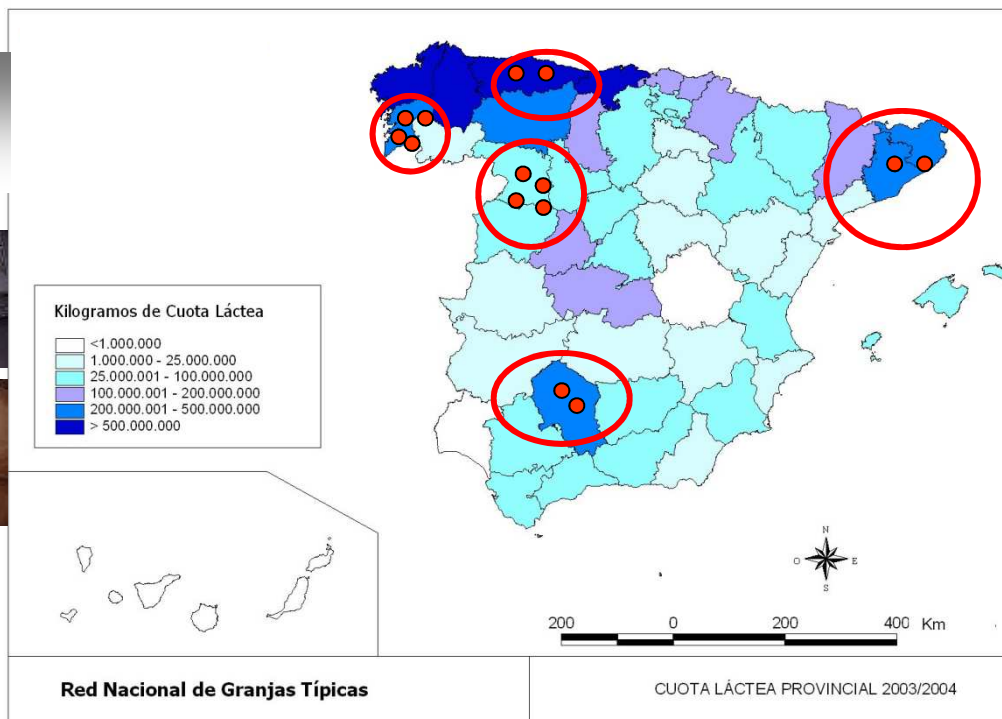 Kilogramos de Cuota Láctea
<1.000.000
1.000.000 - 25.000.000
25.000.001 - 100.000.000
100.000.001 - 200.000.000
200.000.001 - 500.000.000
> 500.000.000
N
O E
S
200 0 200 400 Km
Red Nacional de Granjas Típicas
CUOTA LÁCTEA PROVINCIAL 2003/2004